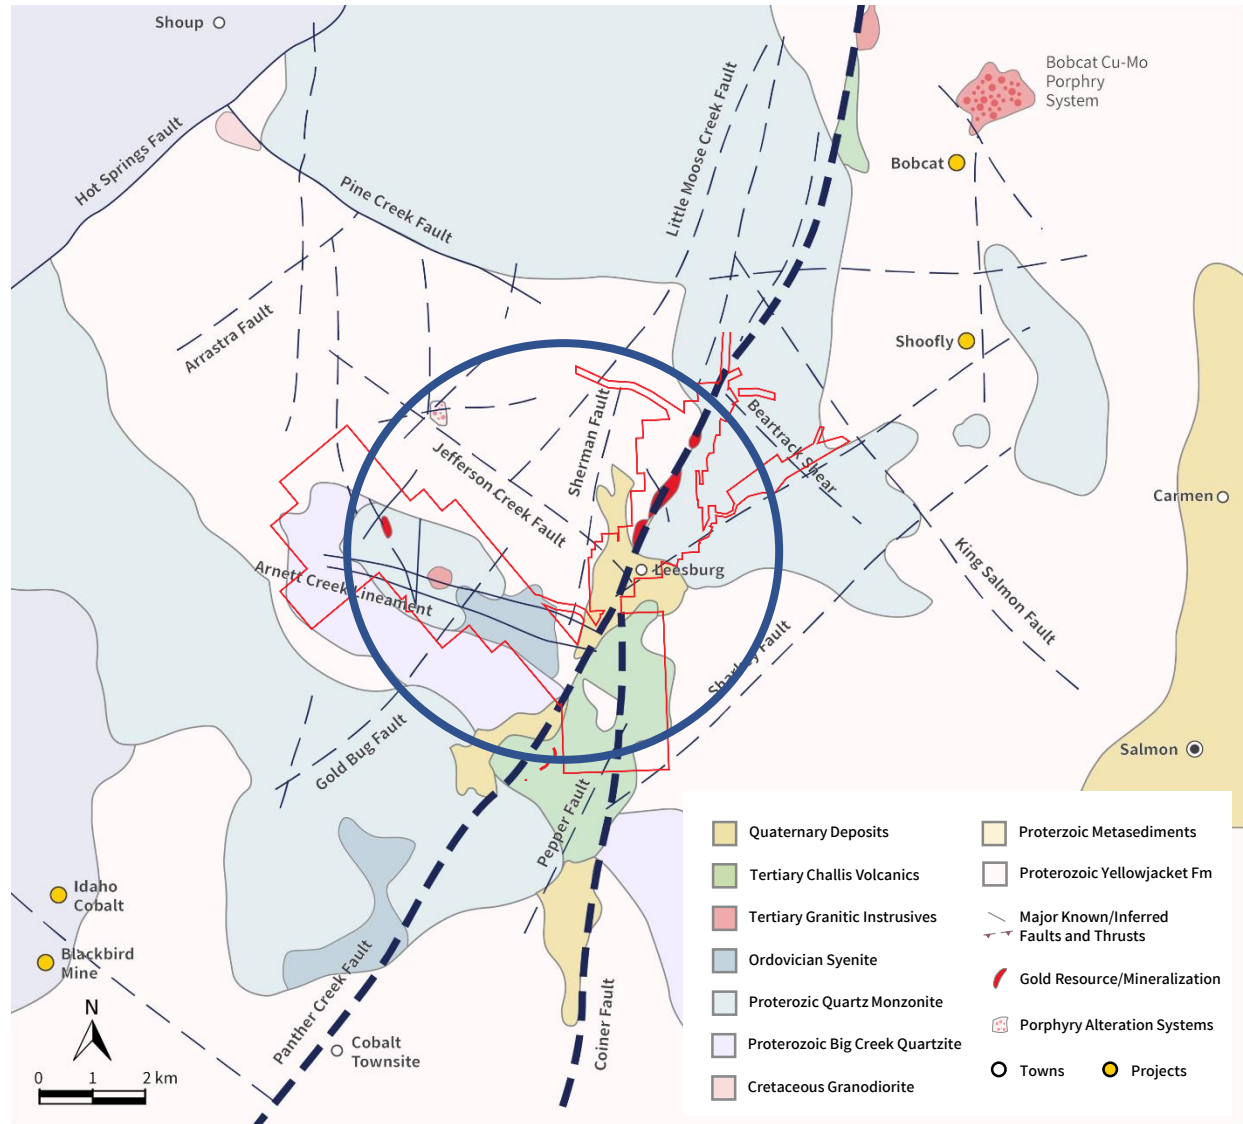 Shoup
Bobcat Cu-Mo
Porphry
System
Hot Springs Fault
Pine Creek Fault
Little Moose Creek Fault
Bobcat
Arrastra Fault
Shoofly
Sherman Fault
Beartrack Shear
Jefferson Creek Fault
Carmen
Arnett Creek Lineament
Leesburg
King Salmon Fault
Sharkey Fault
Gold Bug Fault
Salmon
Pepper Fault
Idaho
Cobalt
Blackbird
Mine
Panther Creek Fault
Coiner Fault
Cobalt
Townsite
N
0 1 2 km
Quaternary Deposits
Tertiary Challis Volcanics
Tertiary Granitic Instrusives
Ordovician Syenite
Proterozic Quartz Monzonite
Proterozoic Big Creek Quartzite
Cretaceous Granodiorite
Proterzoic Metasediments
Proterozoic Yellowjacket Fm
Major Known/Inferred
Faults and Thrusts
Gold Resource/Mineralization
Porphyry Alteration Systems
Towns
Projects